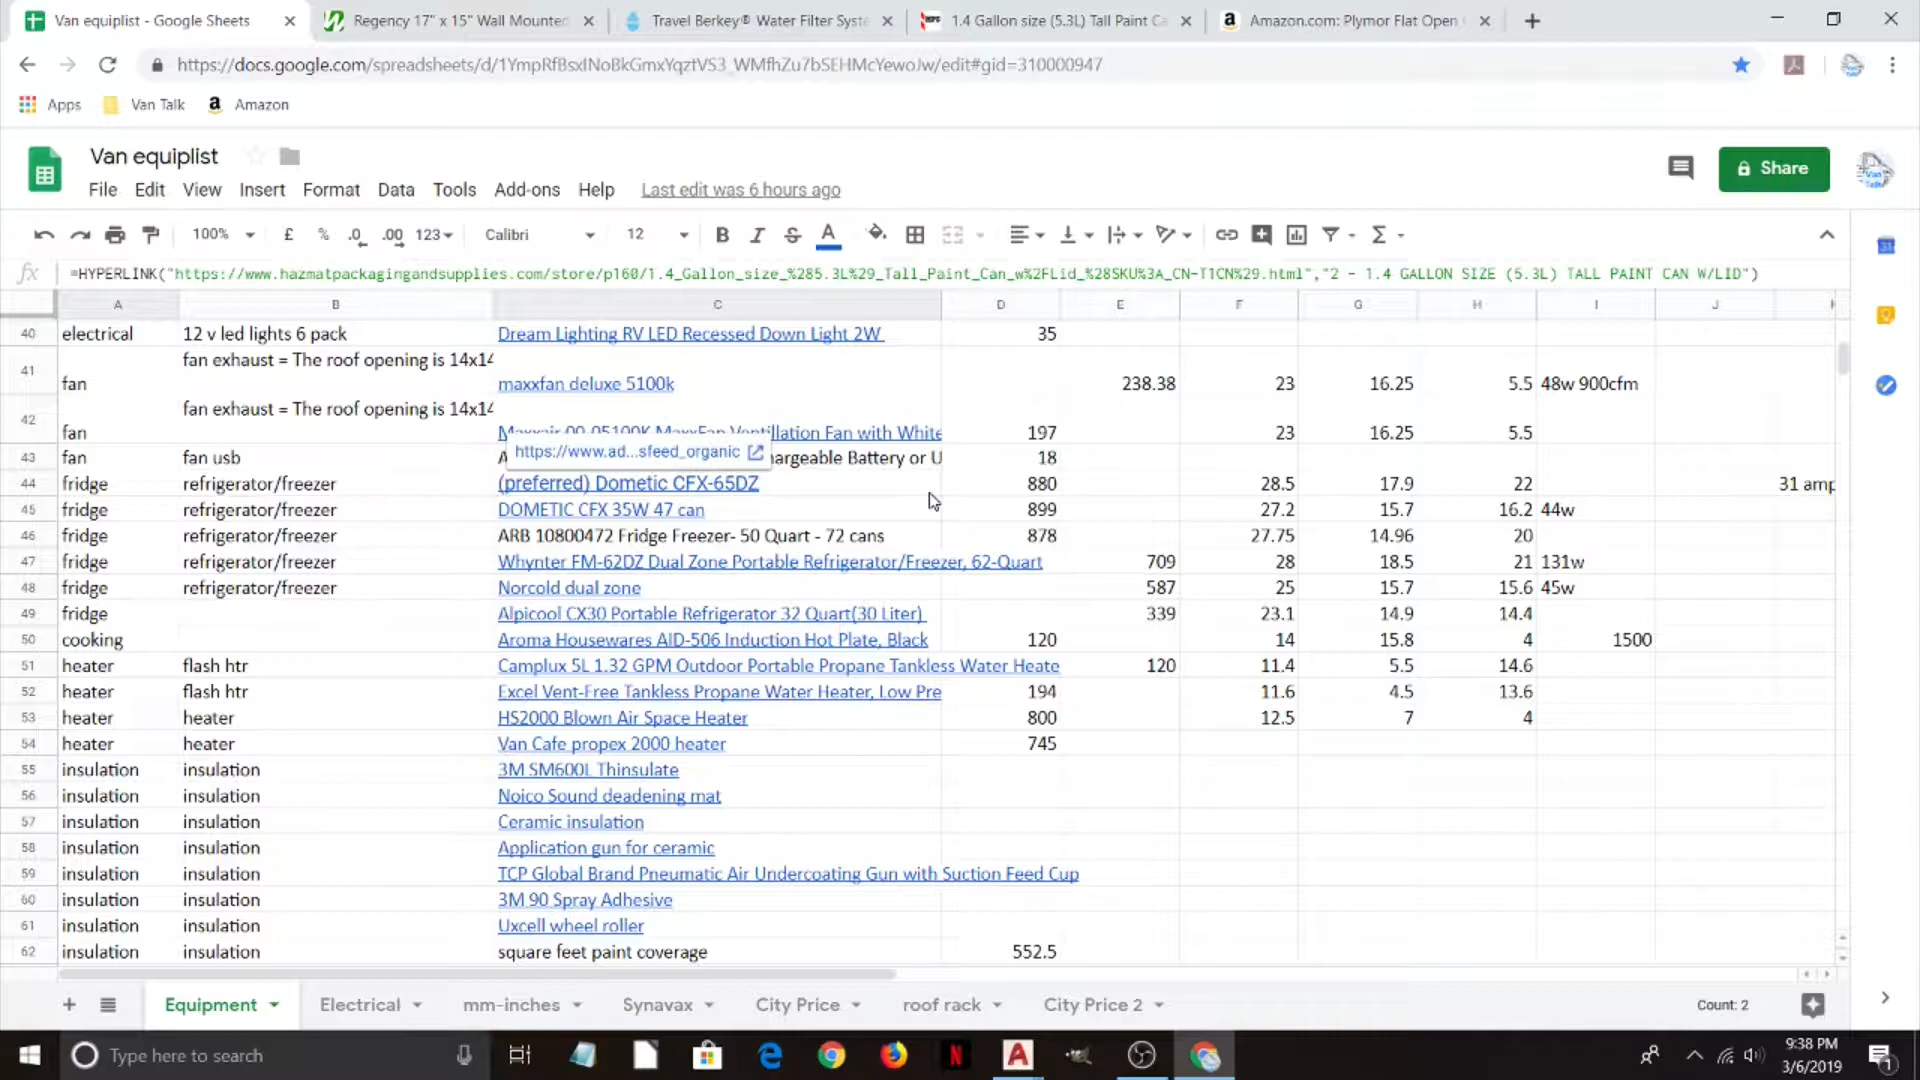 Van equiplist - Google Sheets
Regency 17" x 15" Wall Mounted
Travel Berkey® Water Filter Syste
1.4 Gallon size (5.3L) Tall Paint Ca
Amazon.com: Plymor Flat Open
Apps Van Talk Amazon
Van equiplist
File Edit View Insert Format Data Tools Add-ons Help Last edit was 6 hours ago
Share
100% £ % .0 .00 123 Calibri 12 B I S A
=HYPERLINK("https://www.hazmatpackagingandsupplies.com/store/p160/1.4_Gallon_size_%285.3L%29_Tall_Paint_Can_w%2FLid_%28SKU%3A_CN-T1CN%29.html","2 - 1.4 GALLON SIZE (5.3L) TALL PAINT CAN W/LID")
A B C D E F G H I J
40 electrical 12 v led lights 6 pack Dream Lighting RV LED Recessed Down Light 2W 35
41 fan fan exhaust = The roof opening is 14x14 maxxfan deluxe 5100k 238.38 23 16.25 5.5 48w 900cfm
42 fan fan exhaust = The roof opening is 14x14 Maxxair 00-05100K MaxxFan Ventillation Fan with White 197 23 16.25 5.5
https://www.ad...sfeed_organic
43 fan fan usb hargeable Battery or U 18
44 fridge refrigerator/freezer (preferred) Dometic CFX-65DZ 880 28.5 17.9 22 31 amp
45 fridge refrigerator/freezer DOMETIC CFX 35W 47 can 899 27.2 15.7 16.2 44w
46 fridge refrigerator/freezer ARB 10800472 Fridge Freezer- 50 Quart - 72 cans 878 27.75 14.96 20
47 fridge refrigerator/freezer Whynter FM-62DZ Dual Zone Portable Refrigerator/Freezer, 62-Quart 709 28 18.5 21 131w
48 fridge refrigerator/freezer Norcold dual zone 587 25 15.7 15.6 45w
49 fridge Alpicool CX30 Portable Refrigerator 32 Quart(30 Liter) 339 23.1 14.9 14.4
50 cooking Aroma Housewares AID-506 Induction Hot Plate, Black 120 14 15.8 4 1500
51 heater flash htr Camplux 5L 1.32 GPM Outdoor Portable Propane Tankless Water Heate 120 11.4 5.5 14.6
52 heater flash htr Excel Vent-Free Tankless Propane Water Heater, Low Pre 194 11.6 4.5 13.6
53 heater heater HS2000 Blown Air Space Heater 800 12.5 7 4
54 heater heater Van Cafe propex 2000 heater 745
55 insulation insulation 3M SM600L Thinsulate
56 insulation insulation Noico Sound deadening mat
57 insulation insulation Ceramic insulation
58 insulation insulation Application gun for ceramic
59 insulation insulation TCP Global Brand Pneumatic Air Undercoating Gun with Suction Feed Cup
60 insulation insulation 3M 90 Spray Adhesive
61 insulation insulation Uxcell wheel roller
62 insulation insulation square feet paint coverage 552.5
Equipment Electrical mm-inches Synavax City Price roof rack City Price 2 Count: 2
Type here to search
9:38 PM
3/6/2019